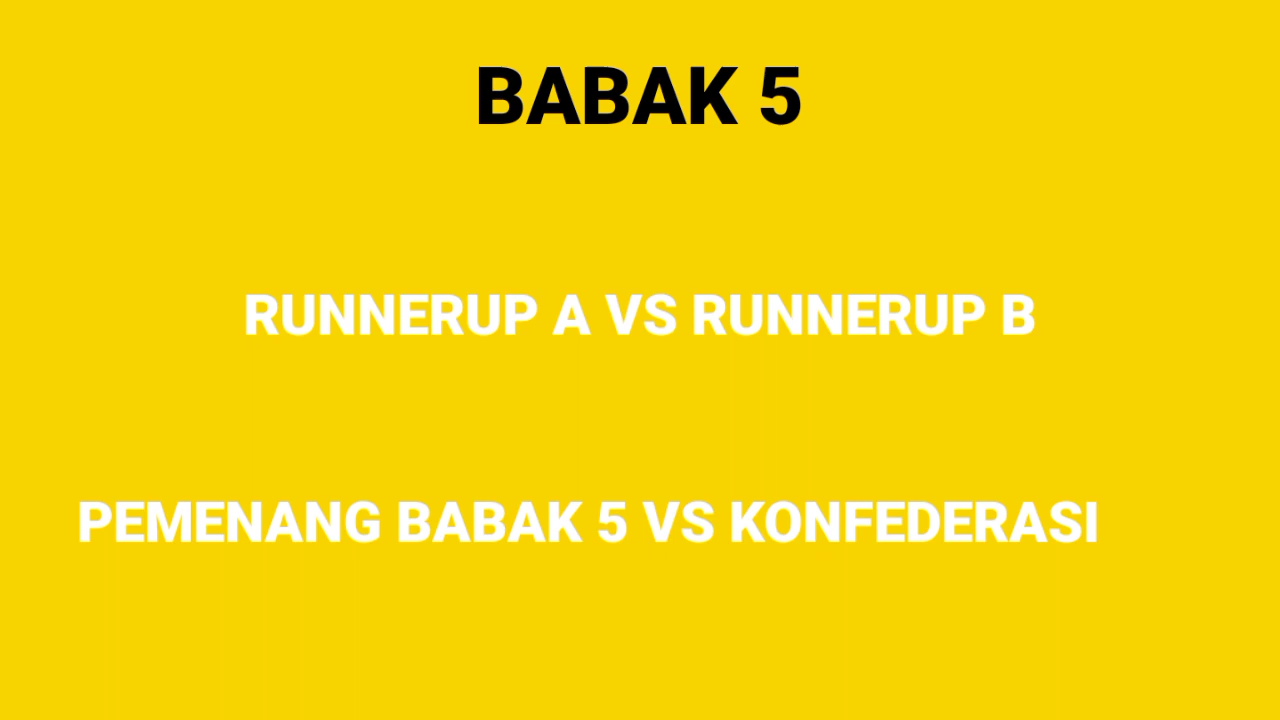 BABAK 5
RUNNERUP A VS RUNNERUP B
PEMENANG BABAK 5 VS KONFEDERASI